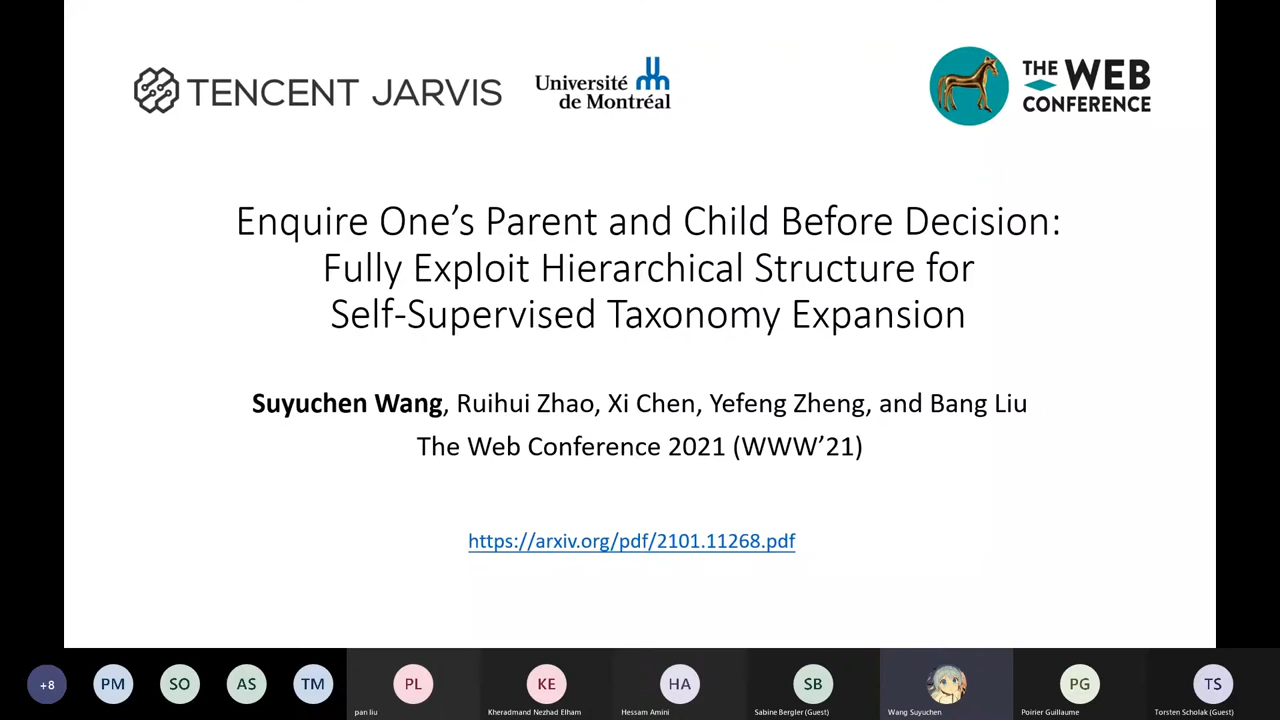 TENCENT JARVIS
Université
de Montréal
THE WEB
CONFERENCE
Enquire One's Parent and Child Before Decision:
Fully Exploit Hierarchical Structure for
Self-Supervised Taxonomy Expansion
Suyuchen Wang, Ruihui Zhao, Xi Chen, Yefeng Zheng, and Bang Liu
The Web Conference 2021 (WWW'21)
https://arxiv.org/pdf/2101.11268.pdf
+8
PM
SO
AS
TM
PL
KE
HA
SB
PG
TS
pan liu
Kheradmand Nezhad Elham
Hessam Amini
Sabine Bergler (Guest)
Wang Suyuchen
Poirier Guillaume
Torsten Scholak (Guest)